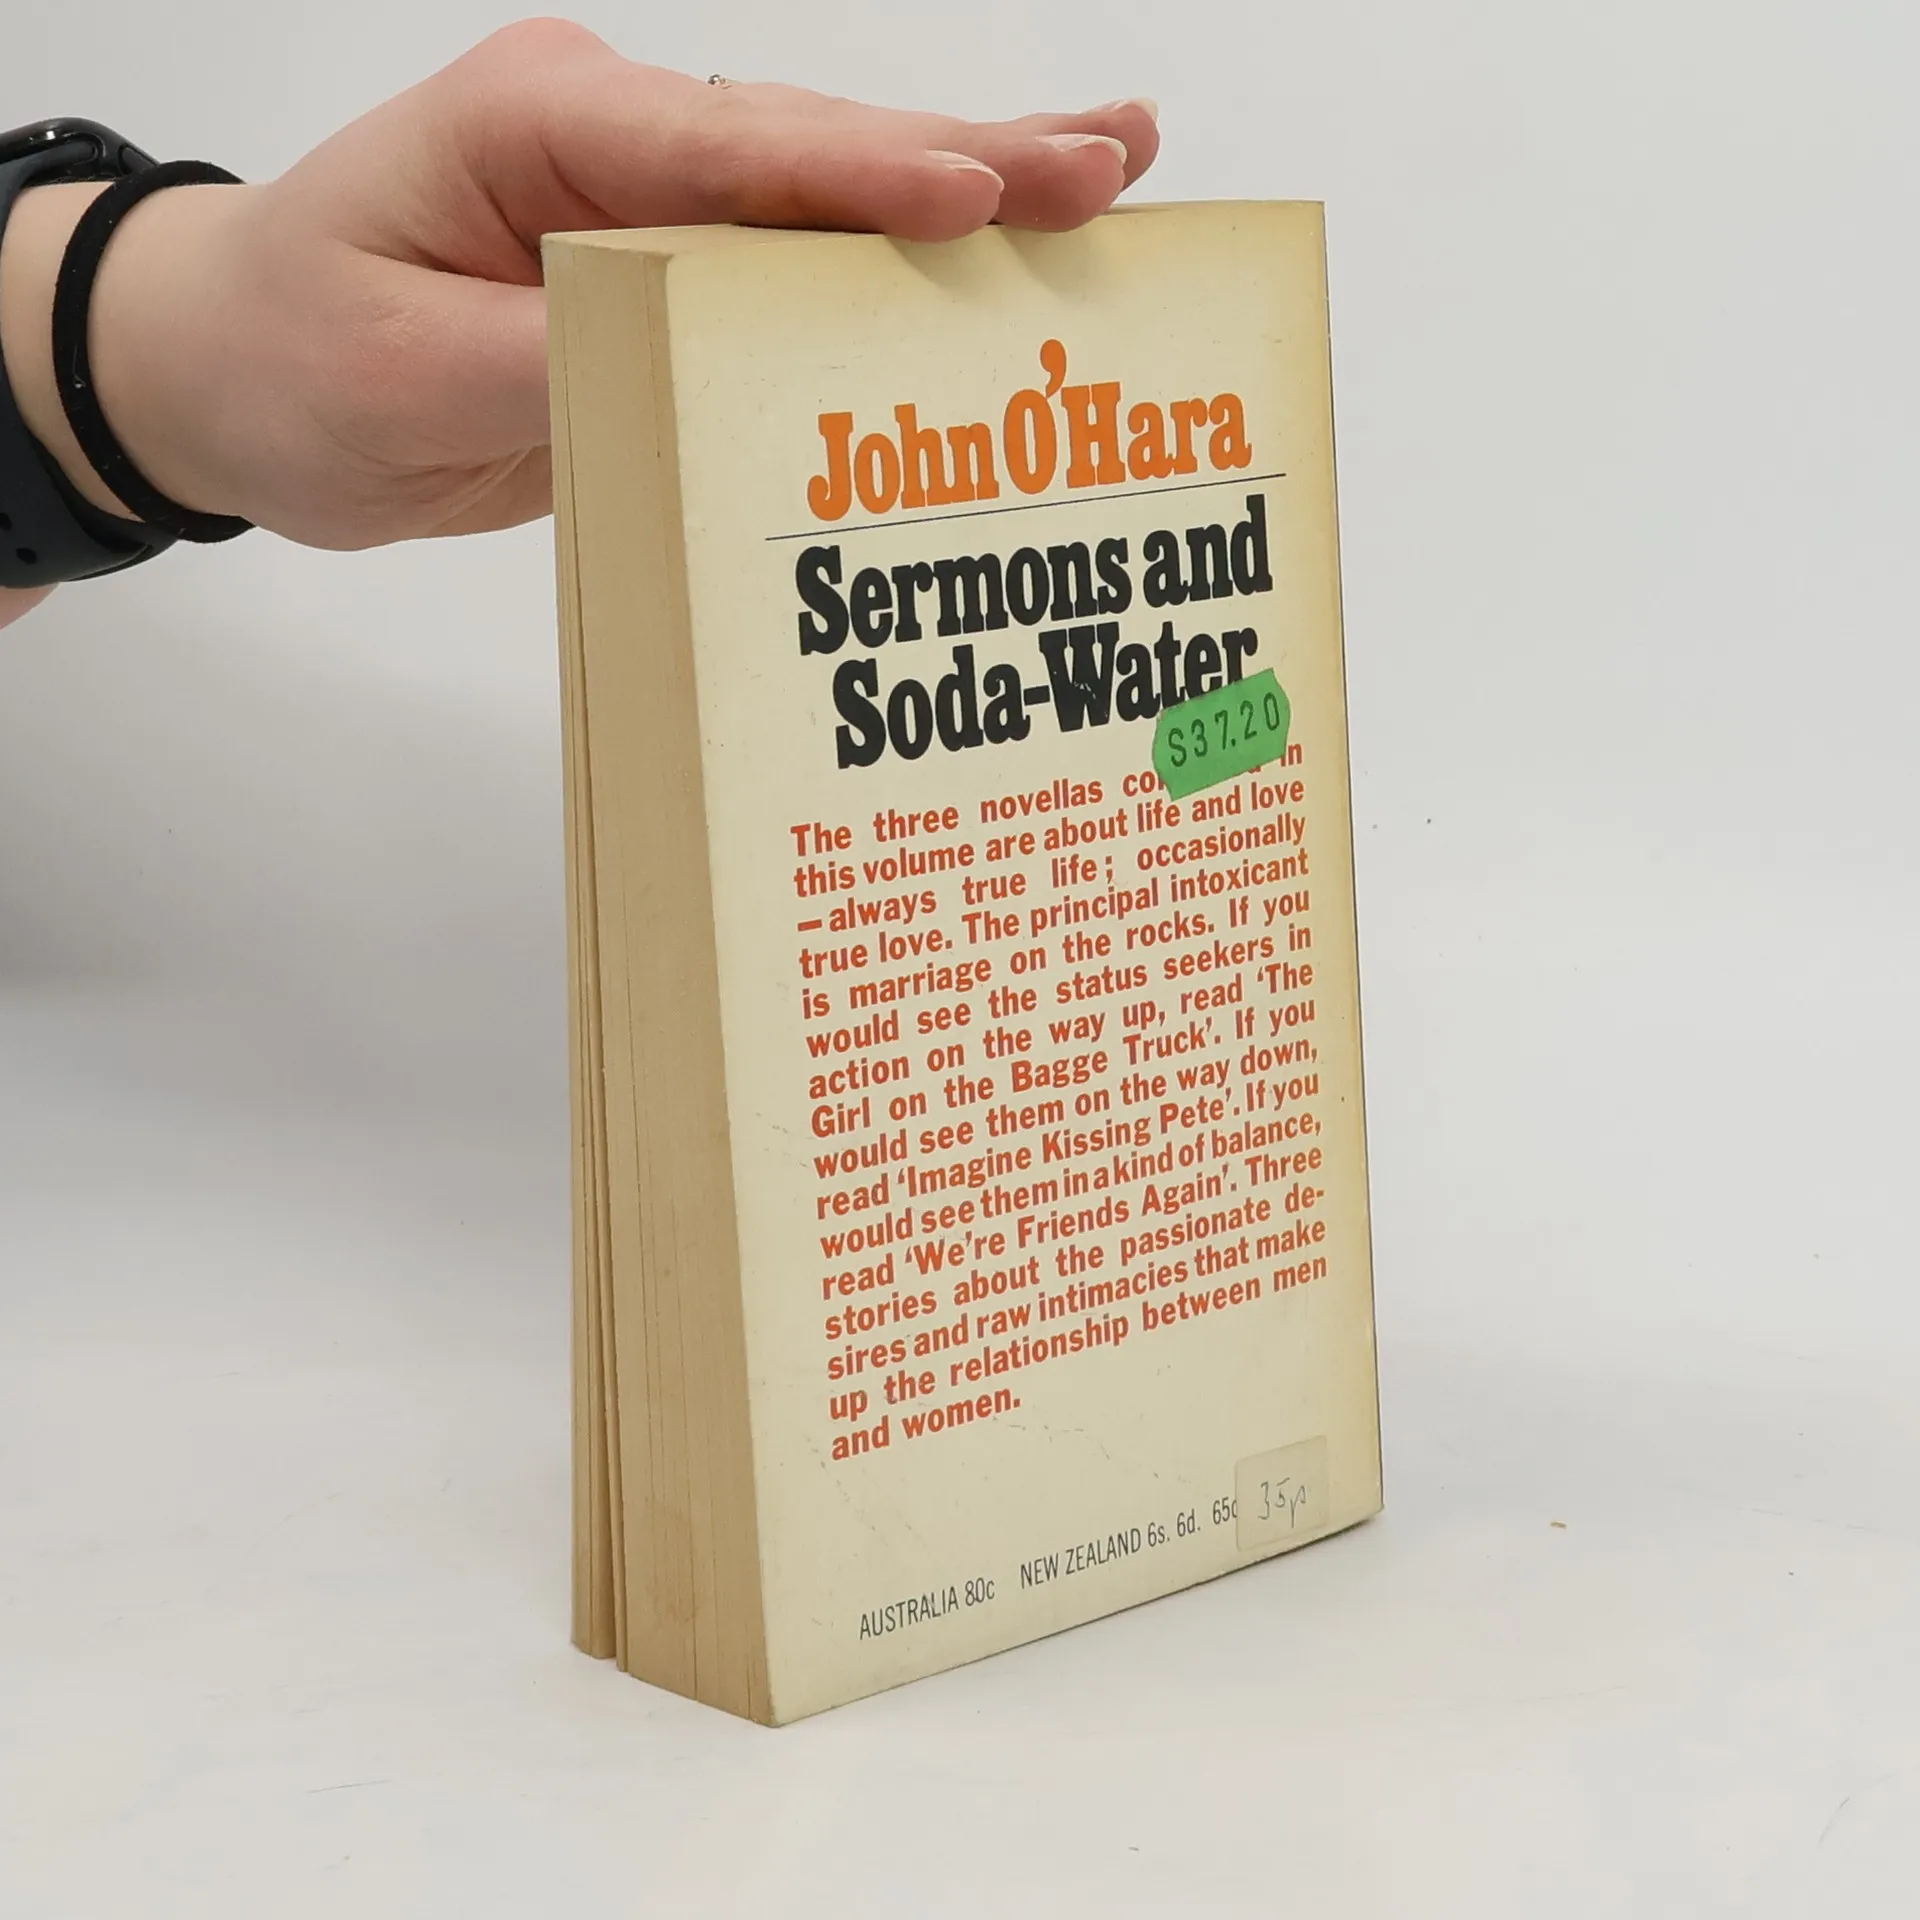 John O'Hara
Sermons and
Soda-Water
S37.20
The three novellas in
this volume are about life and love
—always true life; occasionally
true love. The principal intoxicant
is marriage on the rocks. If you
would see the status seekers in
action on the way up, read ‘The
Girl on the Bagge Truck’. If you
would see them on the way down,
read ‘Imagine Kissing Pete’. If you
would see them in a kind of balance,
read ‘We’re Friends Again’. Three
stories about the passionate de-
sires and raw intimacies that make
up the relationship between men
and women.
AUSTRALIA 80c NEW ZEALAND 6s. 6d. 65c
35p